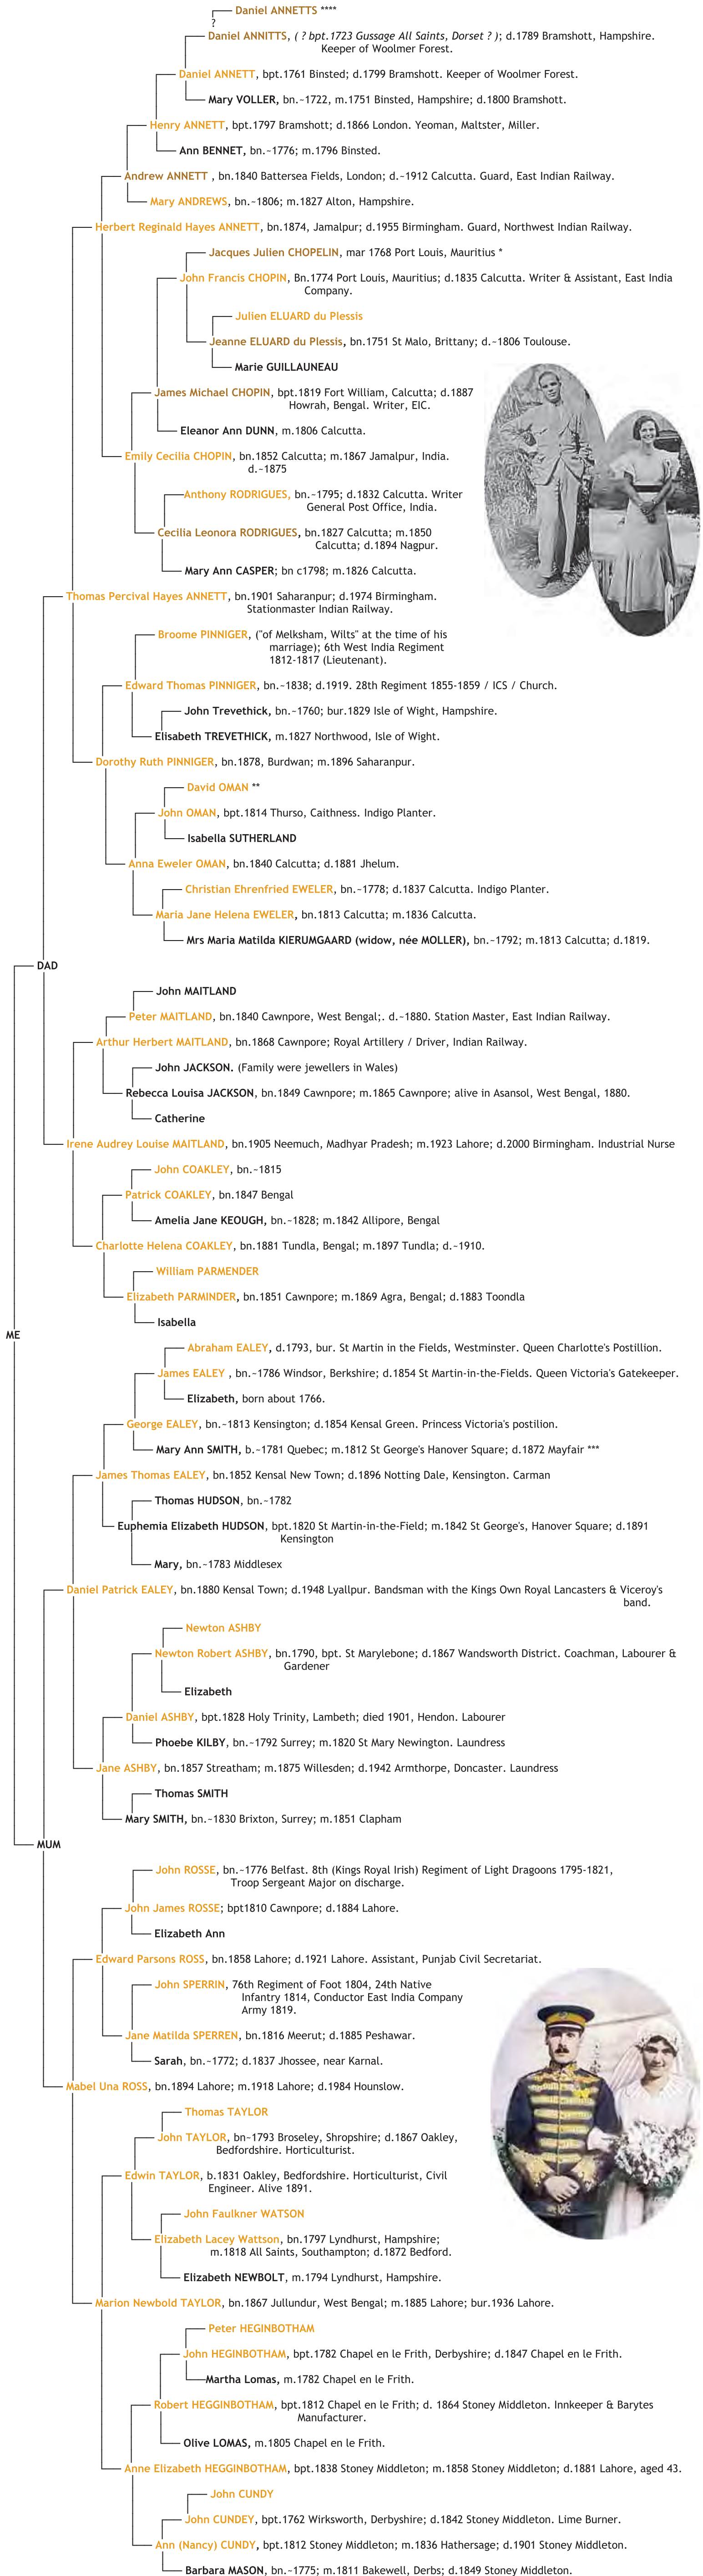 Daniel ANNETTS ****
?
Daniel ANNITTS, ( ? bpt.1723 Gussage All Saints, Dorset ? ); d.1789 Bramshott, Hampshire.
Keeper of Woolmer Forest.
Daniel ANNETT, bpt.1761 Binsted; d.1799 Bramshott. Keeper of Woolmer Forest.
Mary VOLLER, bn.~1722, m.1751 Binsted, Hampshire; d.1800 Bramshott.
Henry ANNETT, bpt.1797 Bramshott; d.1866 London. Yeoman, Maltster, Miller.
Ann BENNET, bn.~1776; m.1796 Binsted.
Andrew ANNETT , bn.1840 Battersea Fields, London; d.~1912 Calcutta. Guard, East Indian Railway.
Mary ANDREWS, bn.~1806; m.1827 Alton, Hampshire.
Herbert Reginald Hayes ANNETT, bn.1874, Jamalpur; d.1955 Birmingham. Guard, Northwest Indian Railway.
Jacques Julien CHOPELIN, mar 1768 Port Louis, Mauritius *
John Francis CHOPIN, Bn.1774 Port Louis, Mauritius; d.1835 Calcutta. Writer & Assistant, East India
Company.
Julien ELUARD du Plessis
Jeanne ELUARD du Plessis, bn.1751 St Malo, Brittany; d.~1806 Toulouse.
Marie GUILLAUNEAU
James Michael CHOPIN, bpt.1819 Fort William, Calcutta; d.1887
Howrah, Bengal. Writer, EIC.
Eleanor Ann DUNN, m.1806 Calcutta.
Emily Cecilia CHOPIN, bn.1852 Calcutta; m.1867 Jamalpur, India.
d.~1875
Anthony RODRIGUES, bn.~1795; d.1832 Calcutta. Writer
General Post Office, India.
Cecilia Leonora RODRIGUES, bn.1827 Calcutta; m.1850
Calcutta; d.1894 Nagpur.
Mary Ann CASPER; bn c1798; m.1826 Calcutta.
Thomas Percival Hayes ANNETT, bn.1901 Saharanpur; d.1974 Birmingham.
Stationmaster Indian Railway.
Broome PINNIGER, ("of Melksham, Wilts" at the time of his
marriage); 6th West India Regiment
1812-1817 (Lieutenant).
Edward Thomas PINNIGER, bn.~1838; d.1919. 28th Regiment 1855-1859 / ICS / Church.
John Trevethick, bn.~1760; bur.1829 Isle of Wight, Hampshire.
Elisabeth TREVETHICK, m.1827 Northwood, Isle of Wight.
Dorothy Ruth PINNIGER, bn.1878, Burdwan; m.1896 Saharanpur.
David OMAN **
John OMAN, bpt.1814 Thurso, Caithness. Indigo Planter.
Isabella SUTHERLAND
Anna Eweler OMAN, bn.1840 Calcutta; d.1881 Jhelum.
Christian Ehrenfried EWELER, bn.~1778; d.1837 Calcutta. Indigo Planter.
Maria Jane Helena EWELER, bn.1813 Calcutta; m.1836 Calcutta.
Mrs Maria Matilda KIERUMGAARD (widow, née MOLLER), bn.~1792; m.1813 Calcutta; d.1819.
DAD
John MAITLAND
Peter MAITLAND, bn.1840 Cawnpore, West Bengal;. d.~1880. Station Master, East Indian Railway.
Arthur Herbert MAITLAND, bn.1868 Cawnpore; Royal Artillery / Driver, Indian Railway.
John JACKSON. (Family were jewellers in Wales)
Rebecca Louisa JACKSON, bn.1849 Cawnpore; m.1865 Cawnpore; alive in Asansol, West Bengal, 1880.
Catherine
Irene Audrey Louise MAITLAND, bn.1905 Neemuch, Madhyar Pradesh; m.1923 Lahore; d.2000 Birmingham. Industrial Nurse
John COAKLEY, bn.~1815
Patrick COAKLEY, bn.1847 Bengal
Amelia Jane KEOUGH, bn.~1828; m.1842 Allipore, Bengal
Charlotte Helena COAKLEY, bn.1881 Tundla, Bengal; m.1897 Tundla; d.~1910.
William PARMENDER
Elizabeth PARMINDER, bn.1851 Cawnpore; m.1869 Agra, Bengal; d.1883 Toondla
Isabella
ME
Abraham EALEY, d.1793, bur. St Martin in the Fields, Westminster. Queen Charlotte's Postillion.
James EALEY , bn.~1786 Windsor, Berkshire; d.1854 St Martin-in-the-Fields. Queen Victoria's Gatekeeper.
Elizabeth, born about 1766.
George EALEY, bn.~1813 Kensington; d.1854 Kensal Green. Princess Victoria's postilion.
Mary Ann SMITH, b.~1781 Quebec; m.1812 St George's Hanover Square; d.1872 Mayfair ***
James Thomas EALEY, bn.1852 Kensal New Town; d.1896 Notting Dale, Kensington. Carman
Thomas HUDSON, bn.~1782
Euphemia Elizabeth HUDSON, bpt.1820 St Martin-in-the-Field; m.1842 St George's, Hanover Square; d.1891
Kensington
Mary, bn.~1783 Middlesex
Daniel Patrick EALEY, bn.1880 Kensal Town; d.1948 Lyallpur. Bandsman with the Kings Own Royal Lancasters & Viceroy's
band.
Newton ASHBY
Newton Robert ASHBY, bn.1790, bpt. St Marylebone; d.1867 Wandsworth District. Coachman, Labourer &
Gardener
Elizabeth
Daniel ASHBY, bpt.1828 Holy Trinity, Lambeth; died 1901, Hendon. Labourer
Phoebe KILBY, bn.~1792 Surrey; m.1820 St Mary Newington. Laundress
Jane ASHBY, bn.1857 Streatham; m.1875 Willesden; d.1942 Armthorpe, Doncaster. Laundress
Thomas SMITH
Mary SMITH, bn.~1830 Brixton, Surrey; m.1851 Clapham
MUM
John ROSSE, bn.~1776 Belfast. 8th (Kings Royal Irish) Regiment of Light Dragoons 1795-1821,
Troop Sergeant Major on discharge.
John James ROSSE; bpt1810 Cawnpore; d.1884 Lahore.
Elizabeth Ann
Edward Parsons ROSS, bn.1858 Lahore; d.1921 Lahore. Assistant, Punjab Civil Secretariat.
John SPERRIN, 76th Regiment of Foot 1804, 24th Native
Infantry 1814, Conductor East India Company
Army 1819.
Jane Matilda SPERREN, bn.1816 Meerut; d.1885 Peshawar.
Sarah, bn.~1772; d.1837 Jhossee, near Karnal.
Mabel Una ROSS, bn.1894 Lahore; m.1918 Lahore; d.1984 Hounslow.
Thomas TAYLOR
John TAYLOR, bn~1793 Broseley, Shropshire; d.1867 Oakley,
Bedfordshire. Horticulturist.
Edwin TAYLOR, b.1831 Oakley, Bedfordshire. Horticulturist, Civil
Engineer. Alive 1891.
John Faulkner WATSON
Elizabeth Lacey Wattson, bn.1797 Lyndhurst, Hampshire;
m.1818 All Saints, Southampton; d.1872 Bedford.
Elizabeth NEWBOLT, m.1794 Lyndhurst, Hampshire.
Marion Newbold TAYLOR, bn.1867 Jullundur, West Bengal; m.1885 Lahore; bur.1936 Lahore.
Peter HEGINBOTHAM
John HEGINBOTHAM, bpt.1782 Chapel en le Frith, Derbyshire; d.1847 Chapel en le Frith.
Martha Lomas, m.1782 Chapel en le Frith.
Robert HEGGINBOTHAM, bpt.1812 Chapel en le Frith; d. 1864 Stoney Middleton. Innkeeper & Barytes
Manufacturer.
Olive LOMAS, m.1805 Chapel en le Frith.
Anne Elizabeth HEGGINBOTHAM, bpt.1838 Stoney Middleton; m.1858 Stoney Middleton; d.1881 Lahore, aged 43.
John CUNDY
John CUNDEY, bpt.1762 Wirksworth, Derbyshire; d.1842 Stoney Middleton. Lime Burner.
Ann (Nancy) CUNDY, bpt.1812 Stoney Middleton; m.1836 Hathersage; d.1901 Stoney Middleton.
Barbara MASON, bn.~1775; m.1811 Bakewell, Derbs; d.1849 Stoney Middleton.